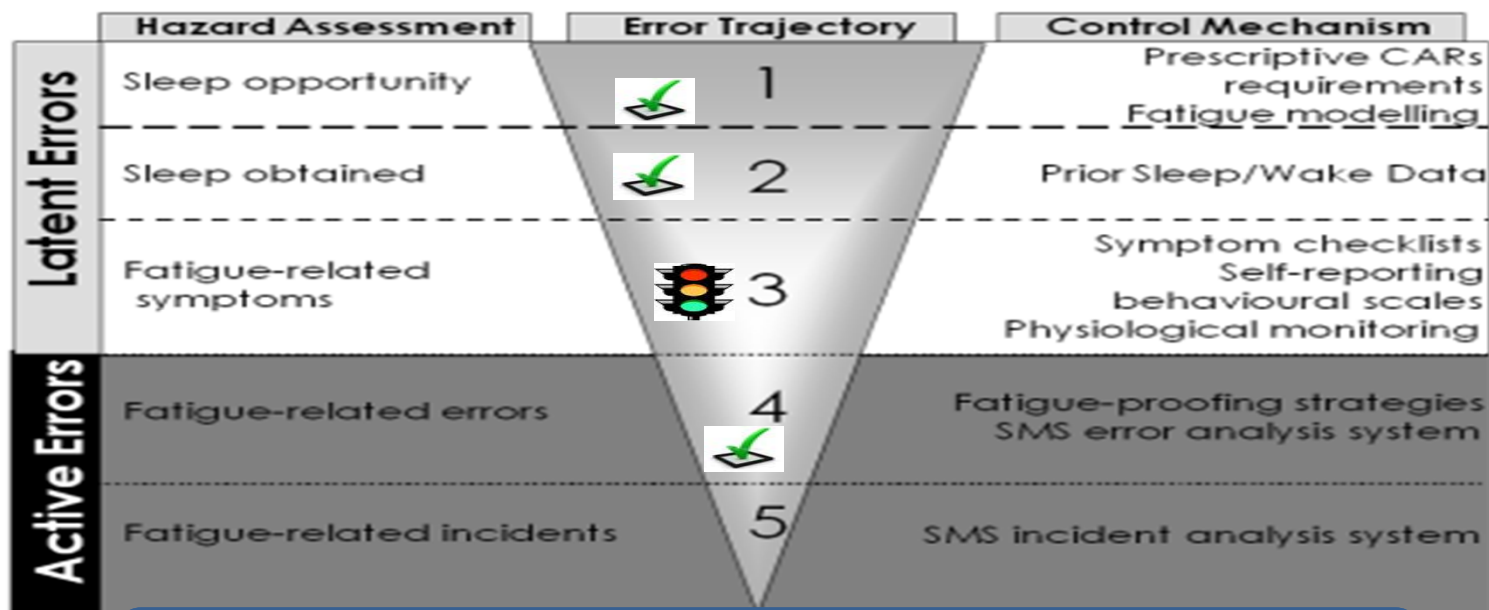 Hazard Assessment
Error Trajectory
Control Mechanism
Latent Errors
Sleep opportunity
1
Prescriptive CARs
requirements
Fatigue modelling
Sleep obtained
2
Prior Sleep/Wake Data
Fatigue-related
symptoms
3
Symptom checklists
Self-reporting
behavioural scales
Physiological monitoring
Active Errors
Fatigue-related errors
4
Fatigue-proofing strategies
SMS error analysis system
Fatigue-related incidents
5
SMS incident analysis system